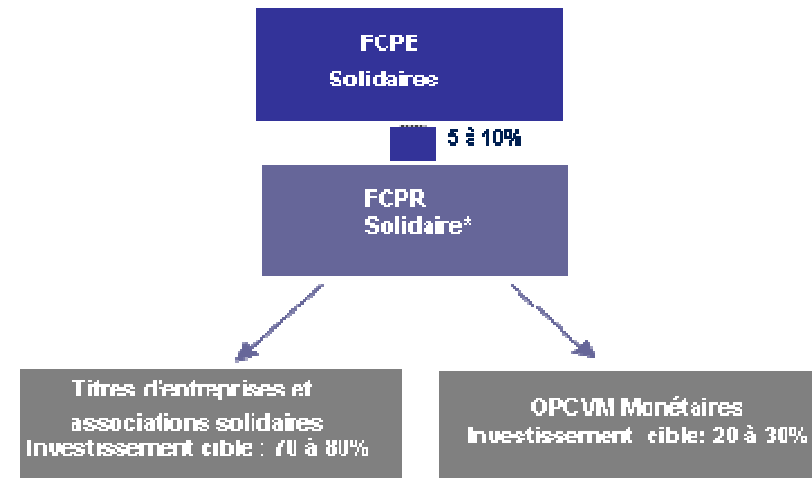 FCPE
Solidaires
5 à 10%
FCPR
Solidaire*
Titres d'entreprises et
associations solidaires
Investissement cible : 70 à 80%
OPCVM Monétaires
Investissement cible: 20 à 30%